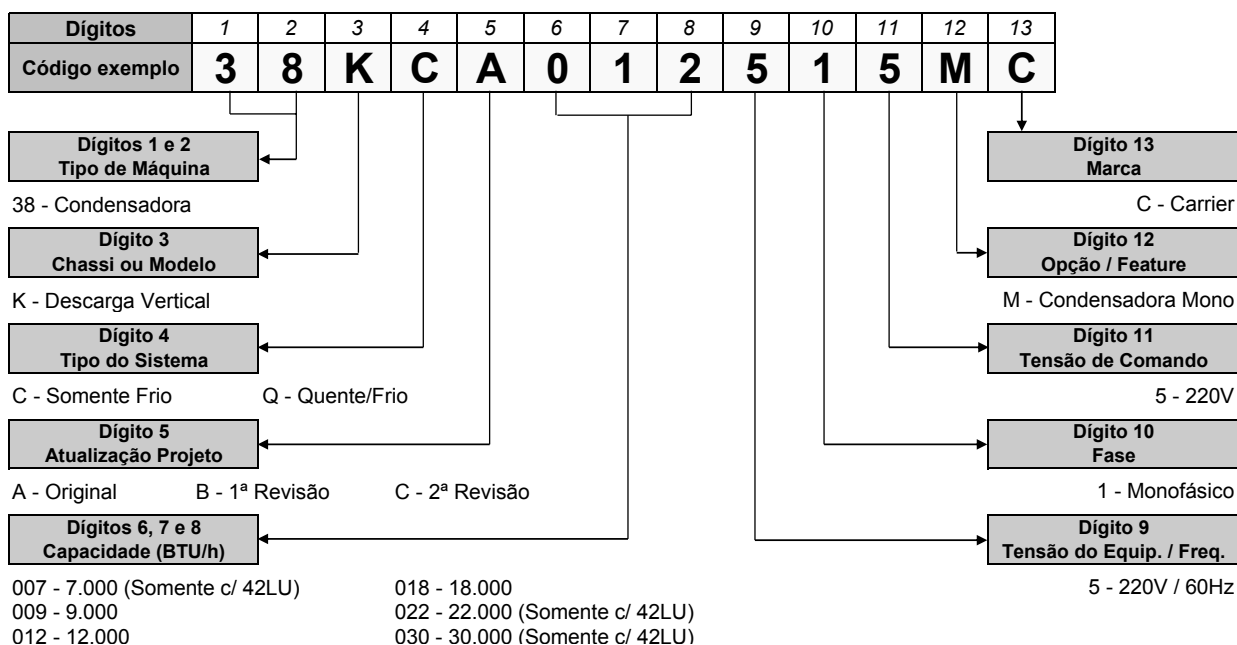 Dígitos 1 2 3 4 5 6 7 8 9 10 11 12 13
Código exemplo 3 8 K C A 0 1 2 5 1 5 M C
Dígitos 1 e 2
Tipo de Máquina
38 - Condensadora
Dígito 3
Chassi ou Modelo
K - Descarga Vertical
Dígito 4
Tipo do Sistema
C - Somente Frio Q - Quente/Frio
Dígito 5
Atualização Projeto
A - Original B - 1ª Revisão C - 2ª Revisão
Dígitos 6, 7 e 8
Capacidade (BTU/h)
007 - 7.000 (Somente c/ 42LU) 018 - 18.000
009 - 9.000 022 - 22.000 (Somente c/ 42LU)
012 - 12.000 030 - 30.000 (Somente c/ 42LU)
Dígito 13
Marca
C - Carrier
Dígito 12
Opção / Feature
M - Condensadora Mono
Dígito 11
Tensão de Comando
5 - 220V
Dígito 10
Fase
1 - Monofásico
Dígito 9
Tensão do Equip. / Freq.
5 - 220V / 60Hz